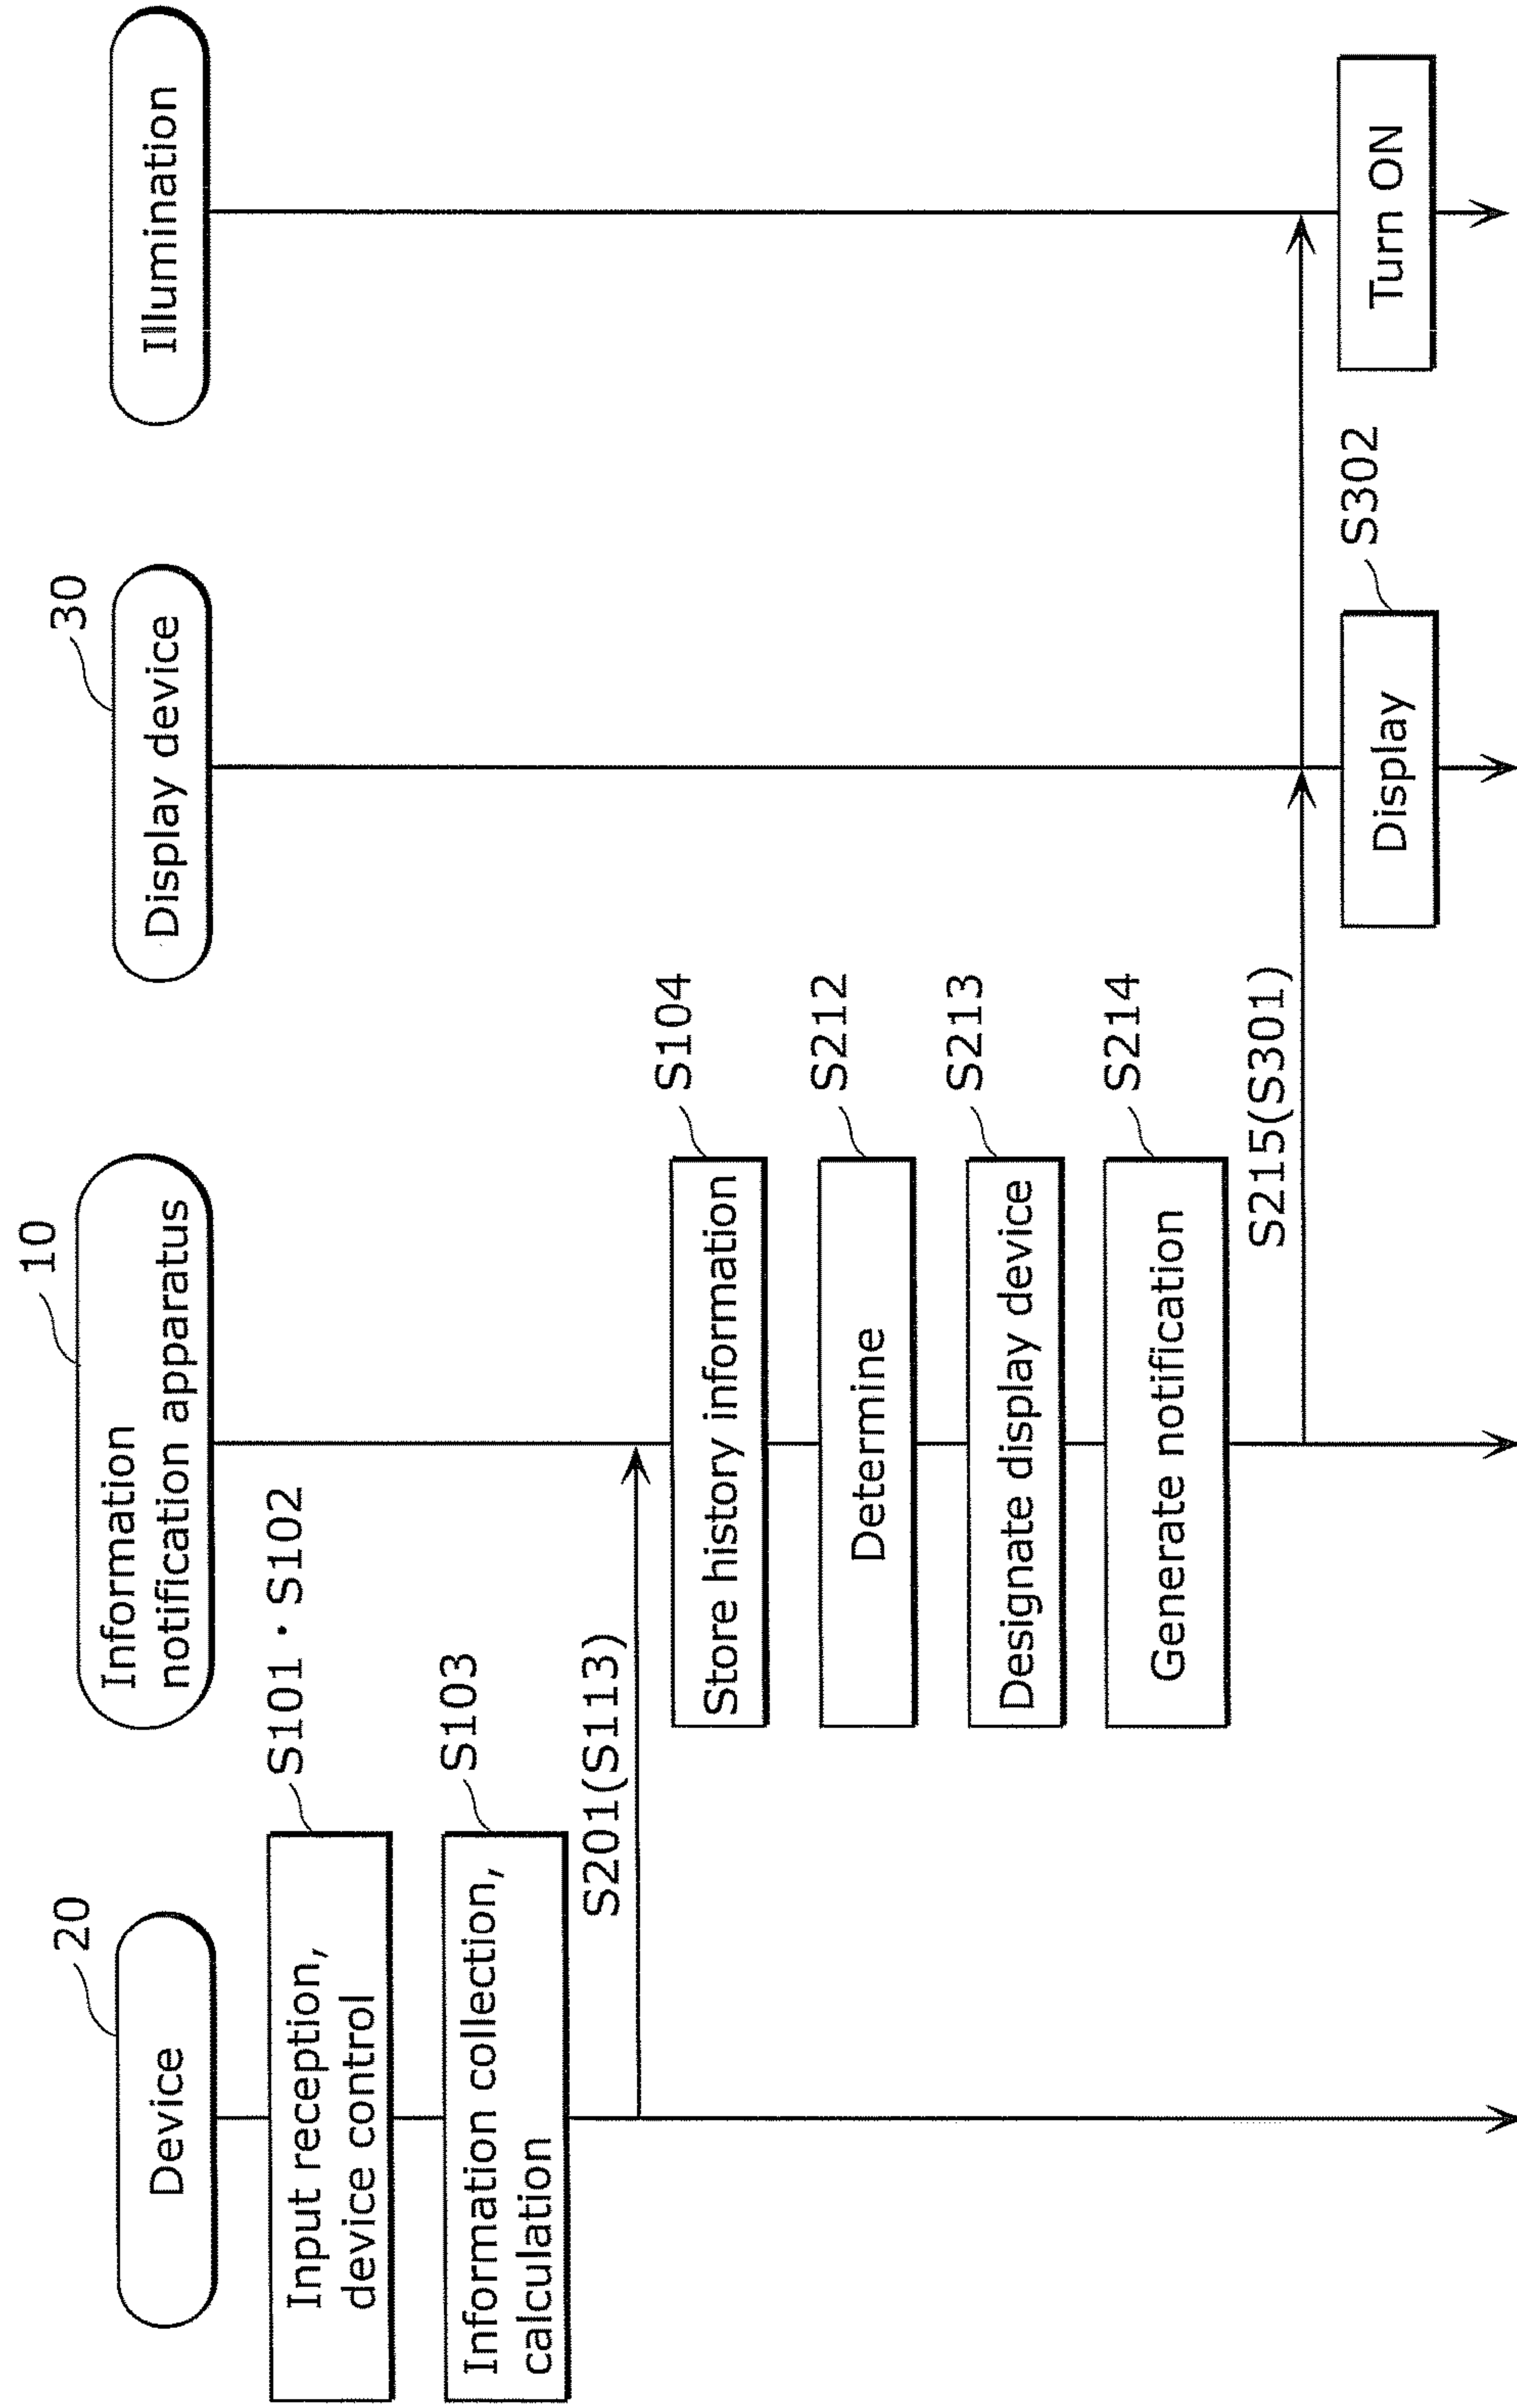 20
Device
10
Information
notification apparatus
30
Display device
Illumination
S101・S102
Input reception,
device control
S103
Information collection,
calculation
S201(S113)
S104
Store history information
S212
Determine
S213
Designate display device
S214
Generate notification
S215(S301)
S302
Display
Turn ON